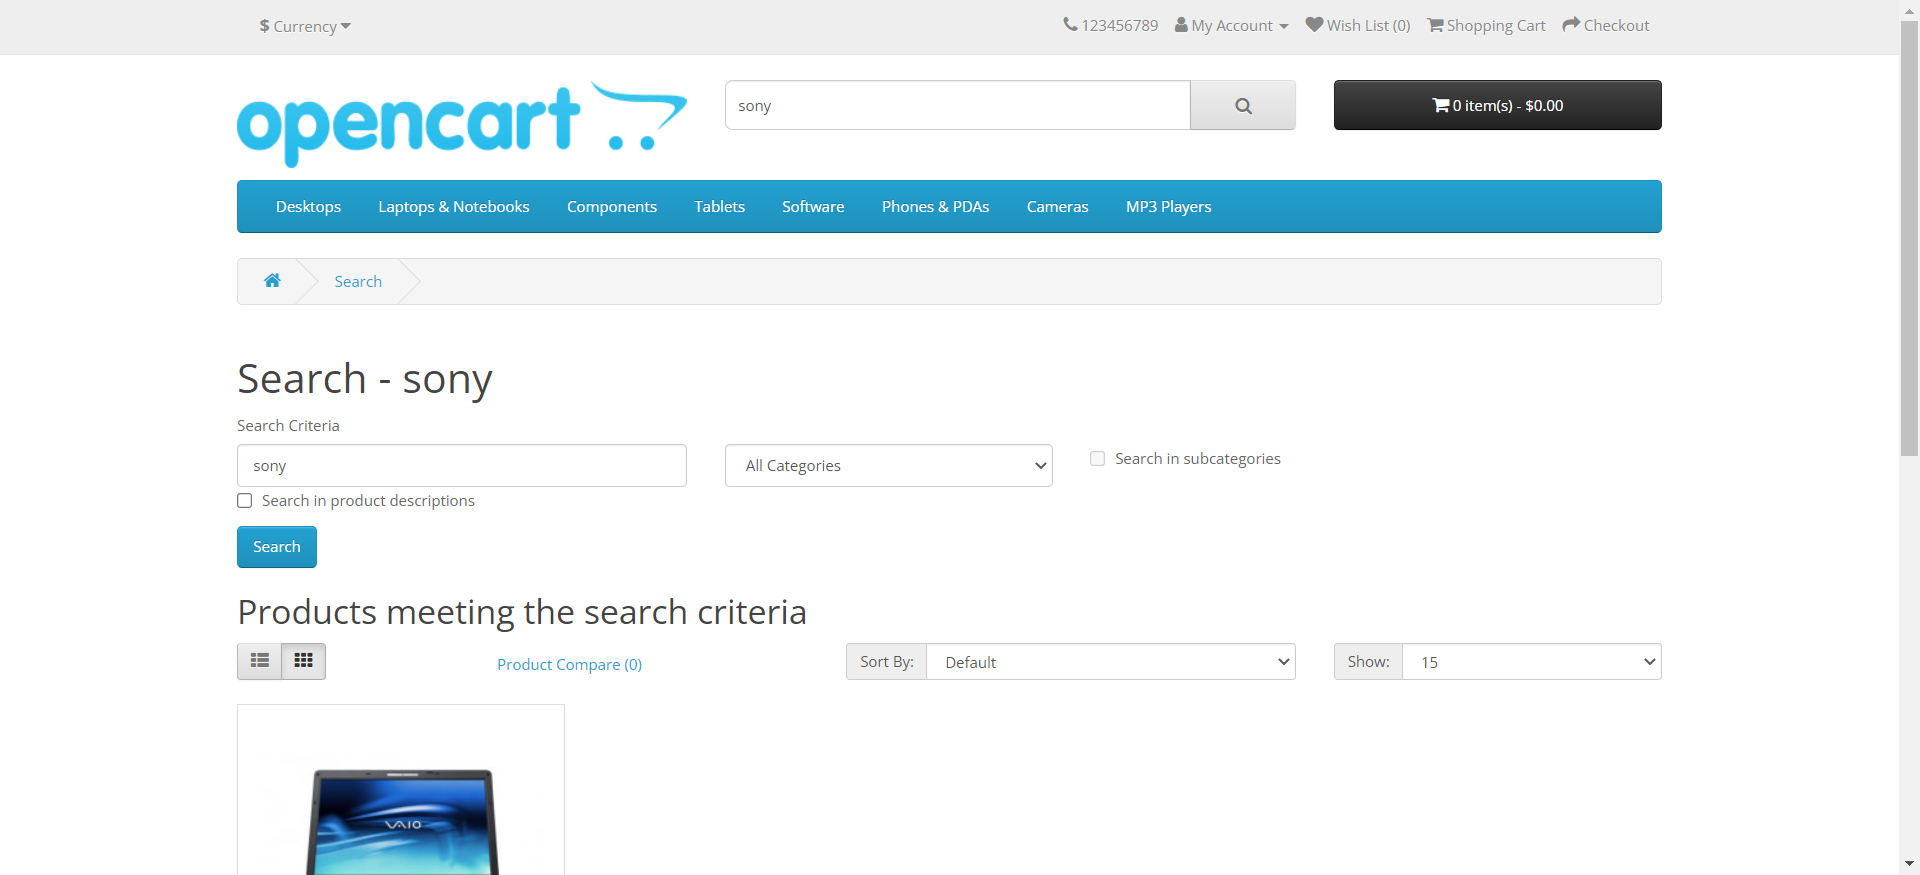 $ Currency
123456789 My Account Wish List (0) Shopping Cart Checkout
opencart
sony
0 item(s) - $0.00
Desktops Laptops & Notebooks Components Tablets Software Phones & PDAs Cameras MP3 Players
Search
Search - sony
Search Criteria
sony
All Categories
Search in subcategories
Search in product descriptions
Search
Products meeting the search criteria
Product Compare (0)
Sort By: Default
Show: 15
VAIO